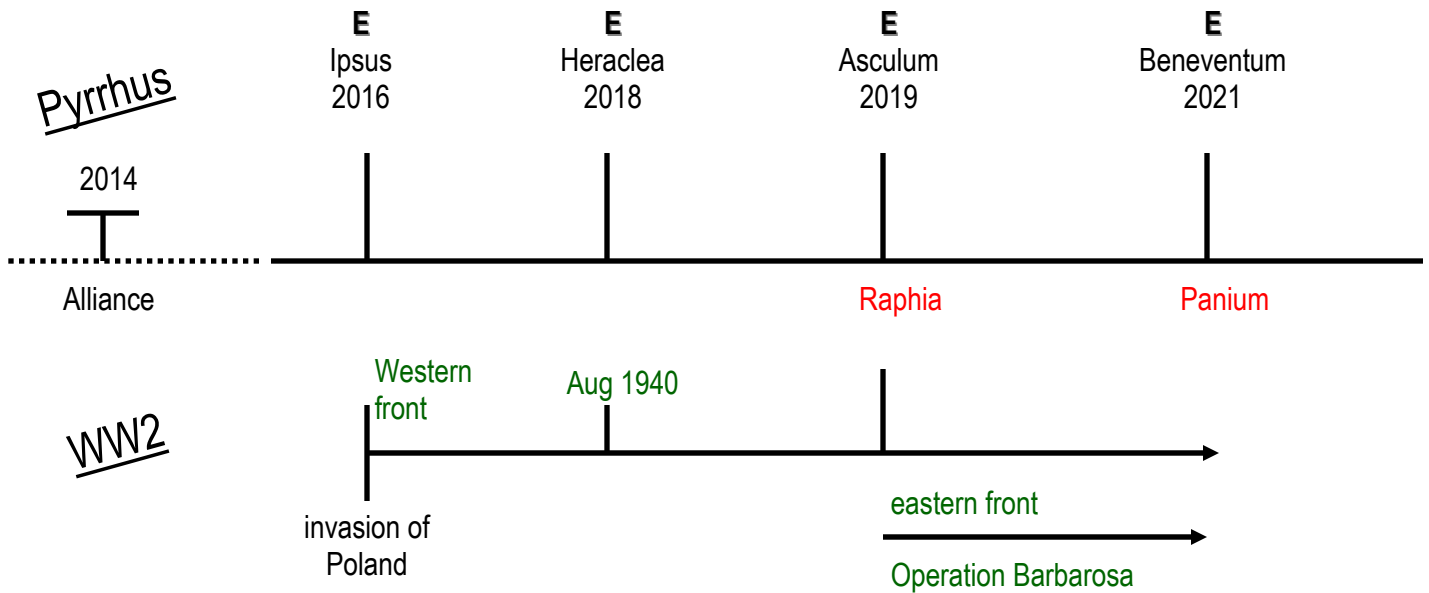 E
Ipsus
2016
E
Heraclea
2018
E
Asculum
2019
E
Beneventum
2021
Pyrrhus
2014
Alliance
Raphia
Panium
Western
front
Aug 1940
WW2
invasion of
Poland
eastern front
Operation Barbarosa